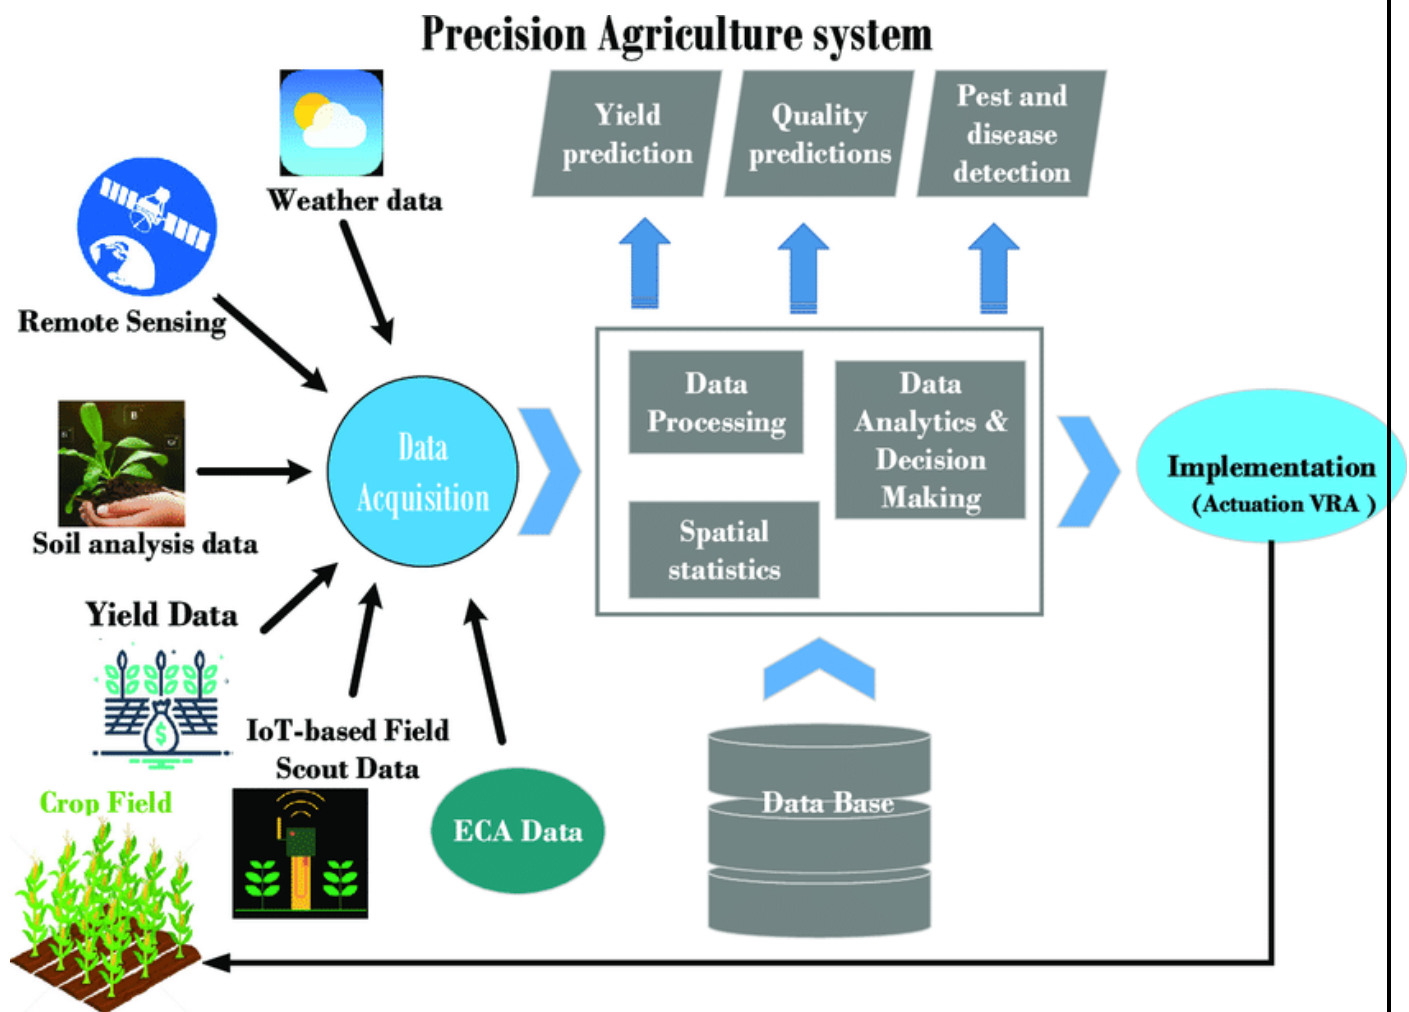 Precision Agriculture system
Weather data
Remote Sensing
Soil analysis data
Yield Data
IoT-based Field
Scout Data
ECA Data
Crop Field
Data
Acquisition
Yield
prediction
Quality
predictions
Pest and
disease
detection
Data
Processing
Data
Analytics &
Decision
Making
Spatial
statistics
Data Base
Implementation
(Actuation VRA )